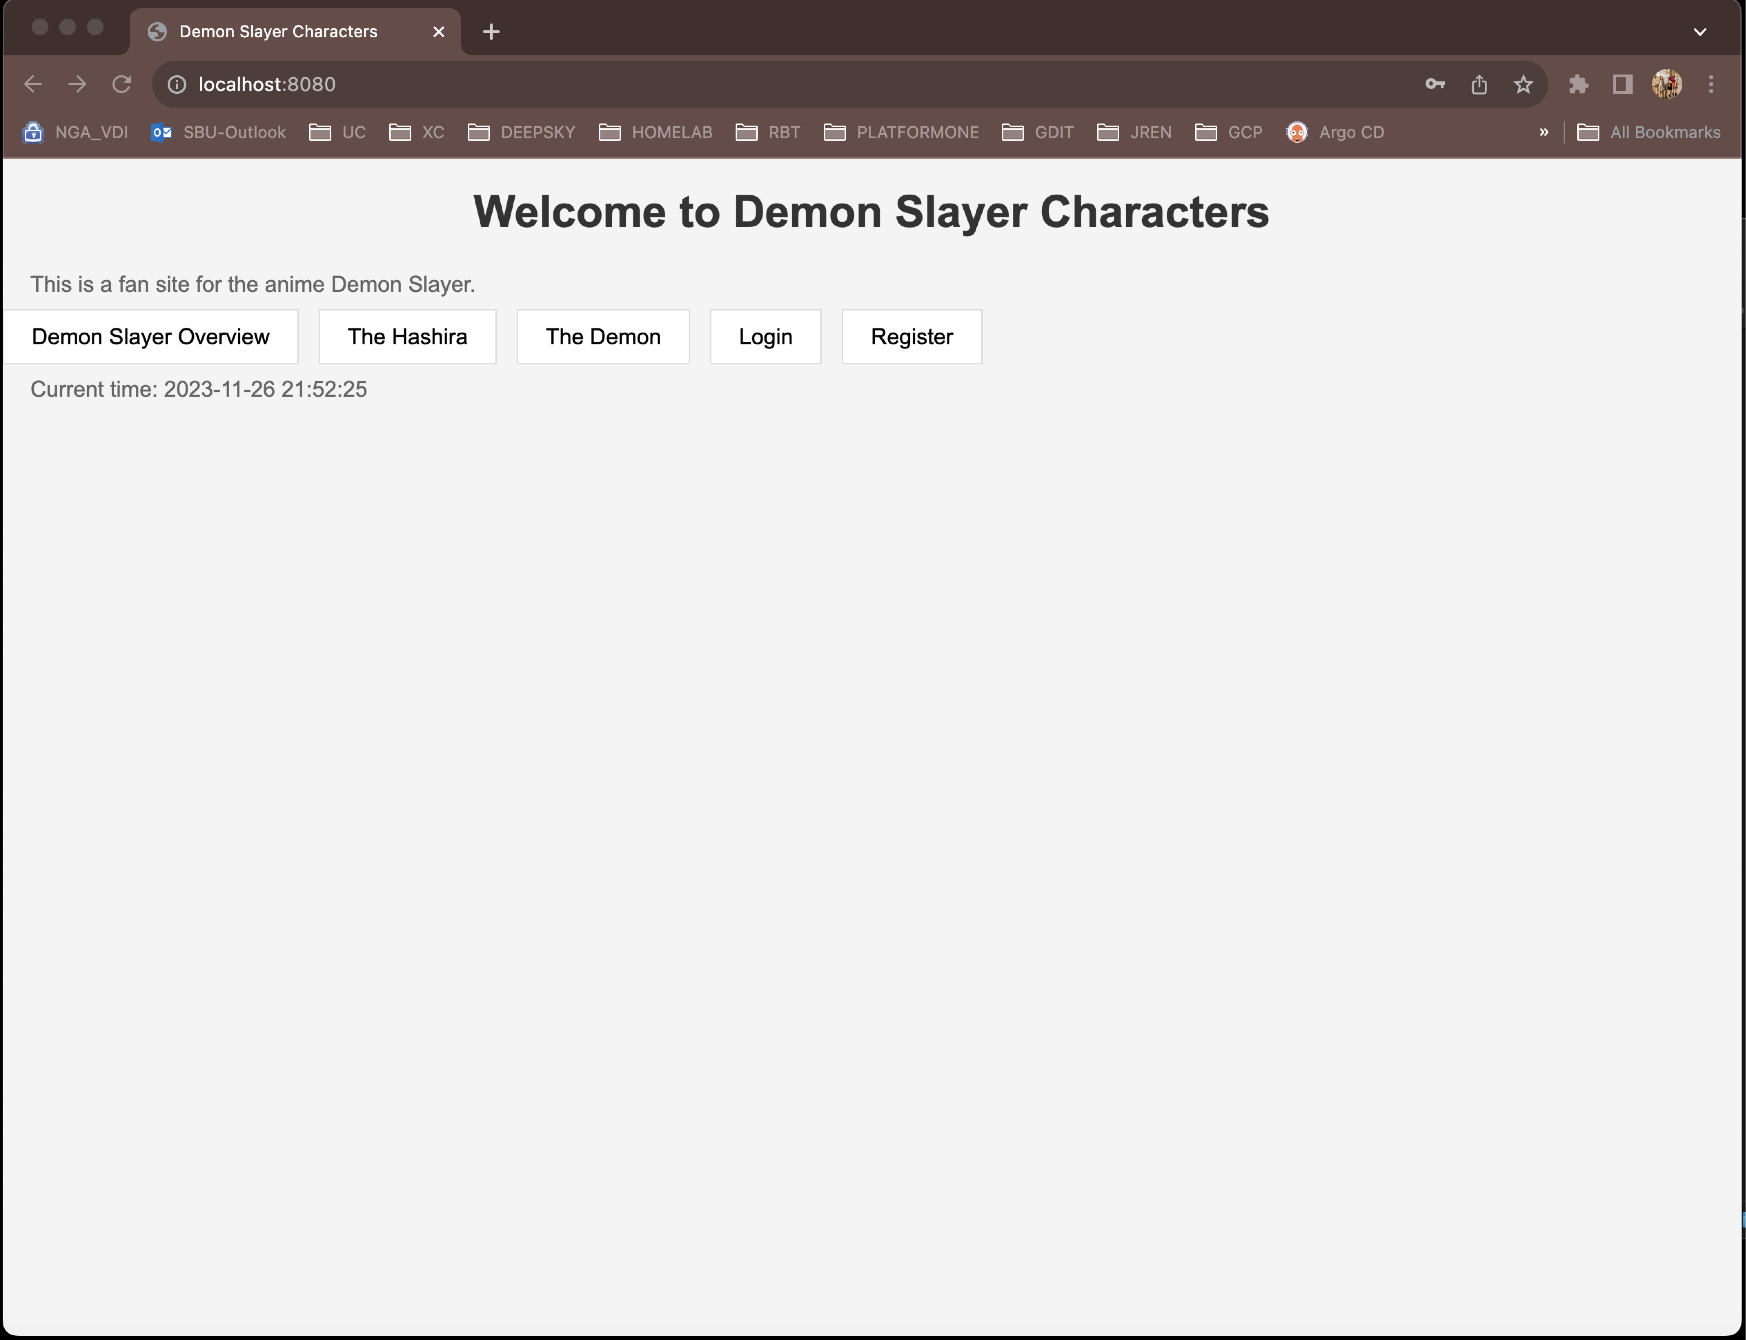 Demon Slayer Characters
localhost:8080
NGA_VDI SBU-Outlook UC XC DEEPSKY HOMELAB RBT PLATFORMONE GDIT JREN GCP Argo CD » All Bookmarks
Welcome to Demon Slayer Characters
This is a fan site for the anime Demon Slayer.
Demon Slayer Overview The Hashira The Demon Login Register
Current time: 2023-11-26 21:52:25